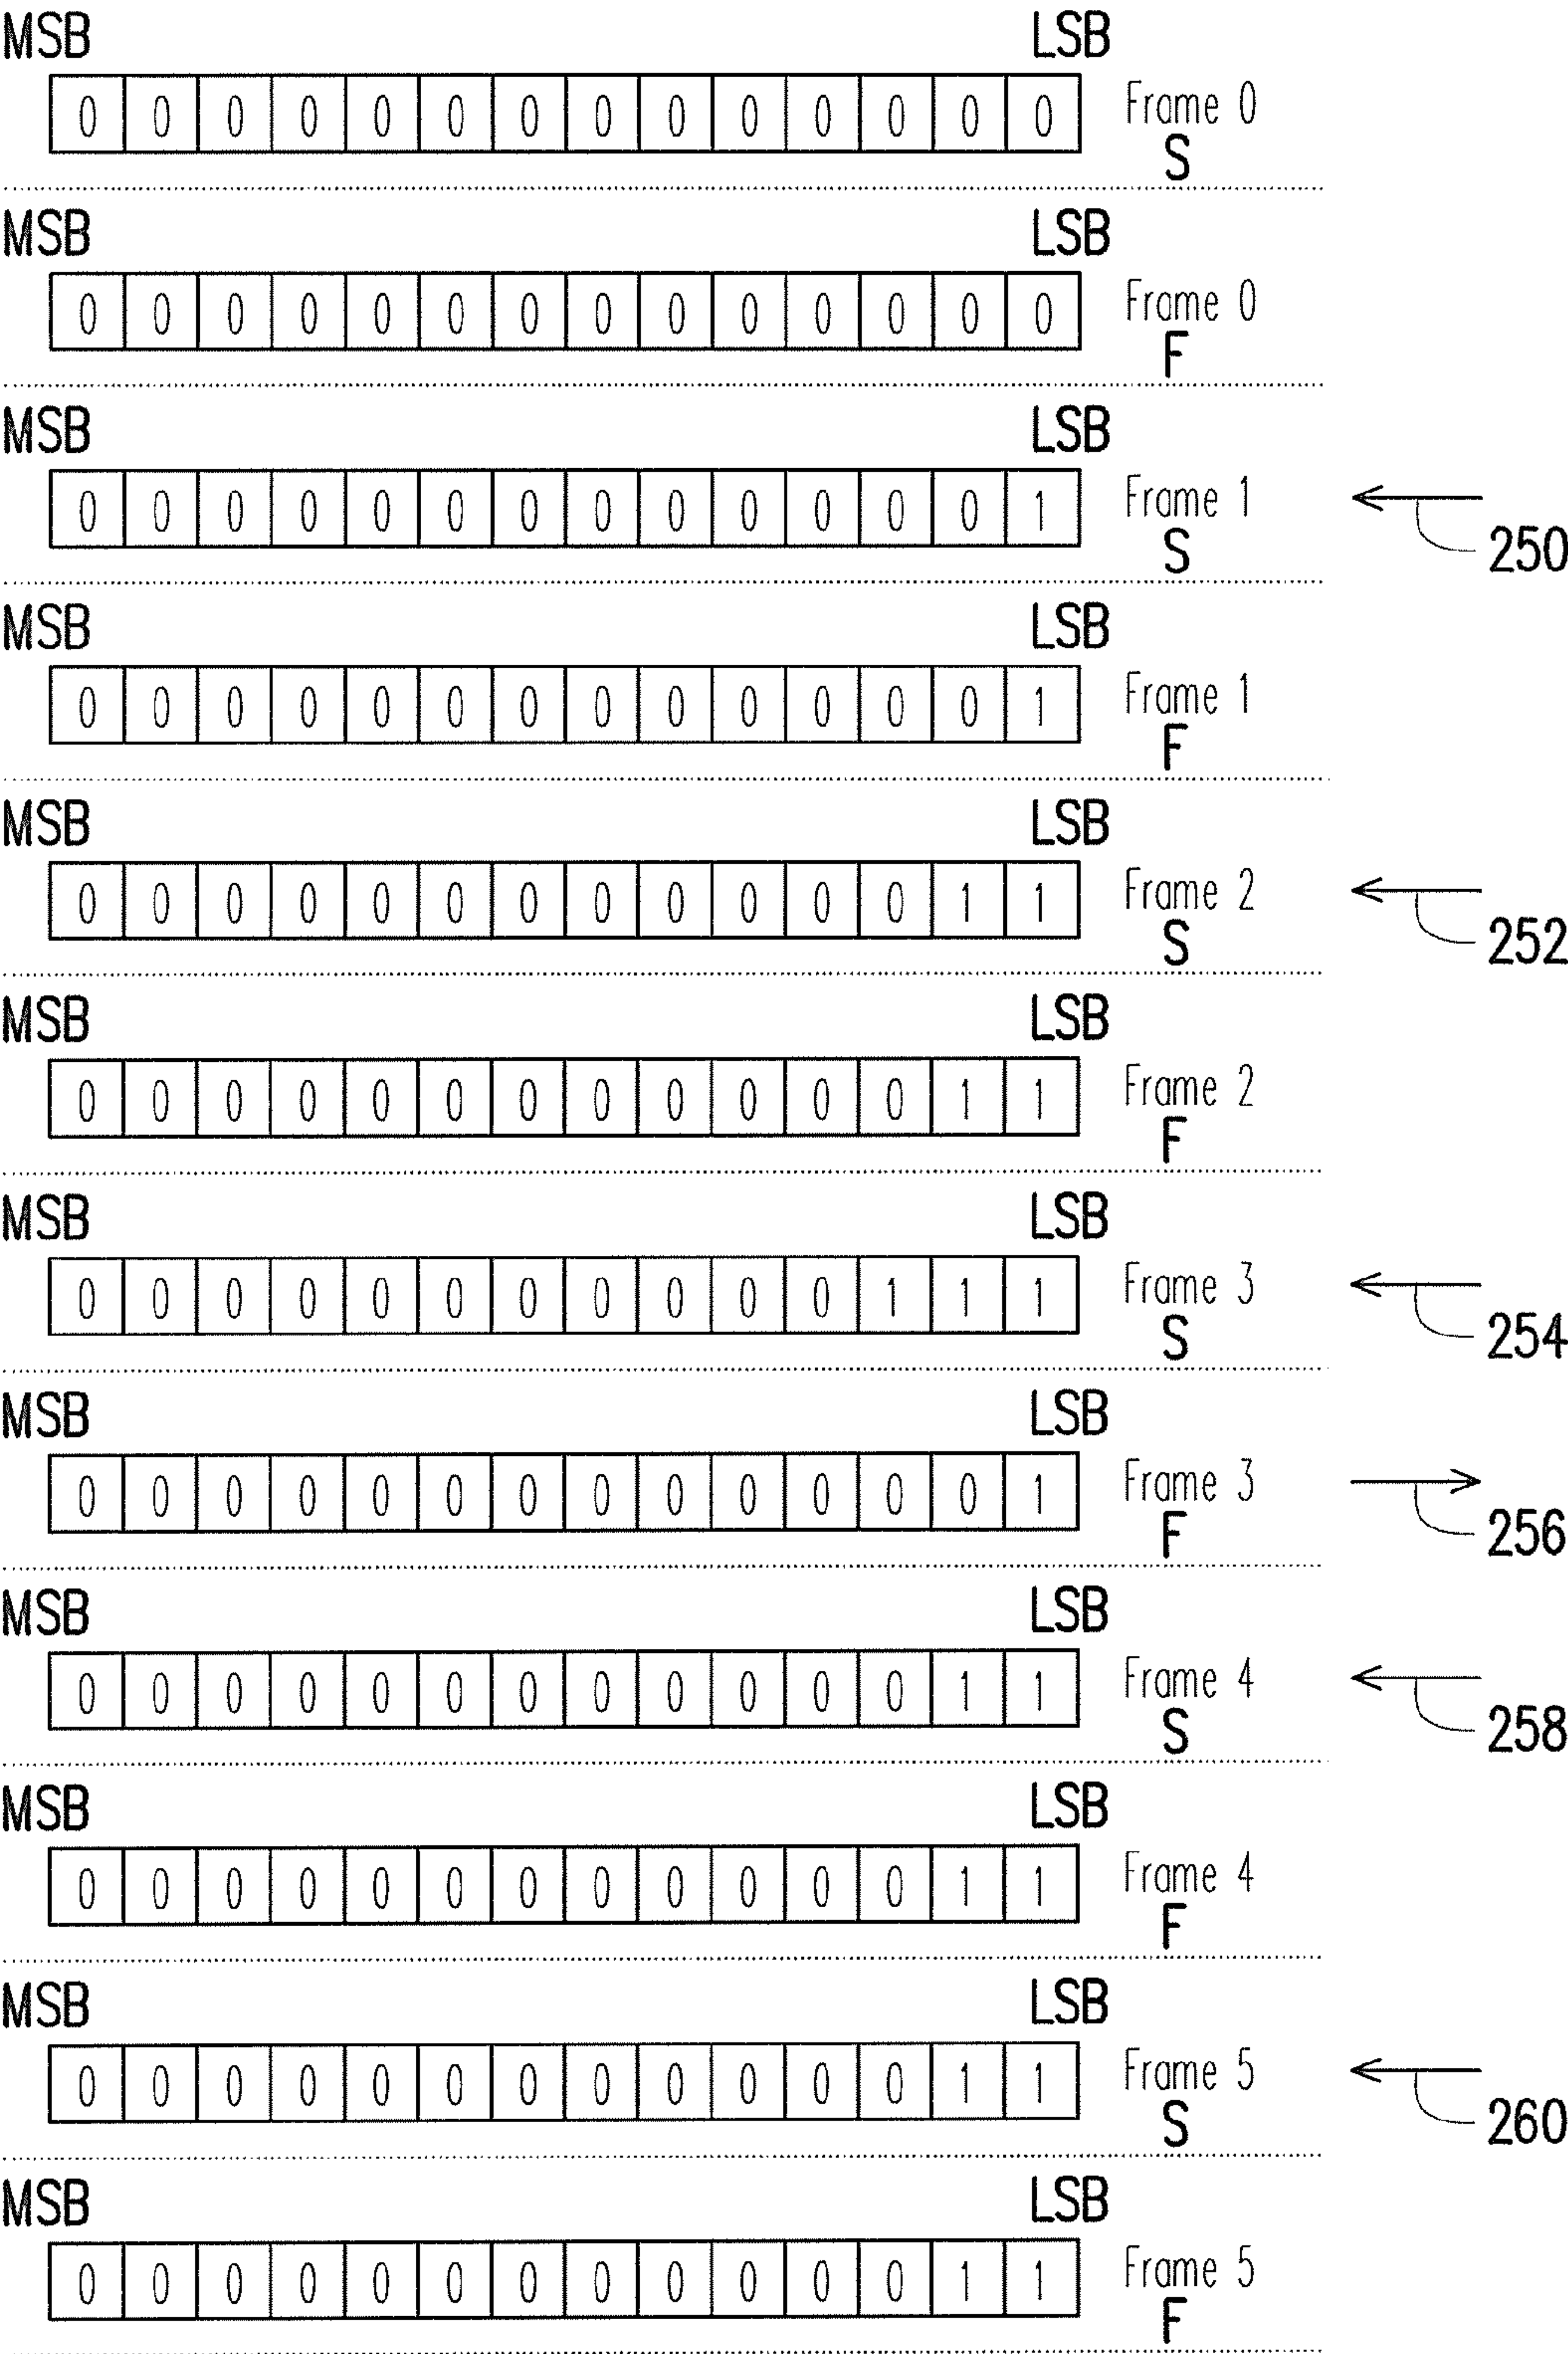 MSB LSB
0 0 0 0 0 0 0 0 0 0 0 0 0 0 Frame 0
S
MSB LSB
0 0 0 0 0 0 0 0 0 0 0 0 0 0 Frame 0
F
MSB LSB
0 0 0 0 0 0 0 0 0 0 0 0 0 1 Frame 1
S 250
MSB LSB
0 0 0 0 0 0 0 0 0 0 0 0 0 1 Frame 1
F
MSB LSB
0 0 0 0 0 0 0 0 0 0 0 0 1 1 Frame 2
S 252
MSB LSB
0 0 0 0 0 0 0 0 0 0 0 0 1 1 Frame 2
F
MSB LSB
0 0 0 0 0 0 0 0 0 0 0 1 1 1 Frame 3
S 254
MSB LSB
0 0 0 0 0 0 0 0 0 0 0 0 0 1 Frame 3
F 256
MSB LSB
0 0 0 0 0 0 0 0 0 0 0 0 1 1 Frame 4
S 258
MSB LSB
0 0 0 0 0 0 0 0 0 0 0 0 1 1 Frame 4
F
MSB LSB
0 0 0 0 0 0 0 0 0 0 0 0 1 1 Frame 5
S 260
MSB LSB
0 0 0 0 0 0 0 0 0 0 0 0 1 1 Frame 5
F